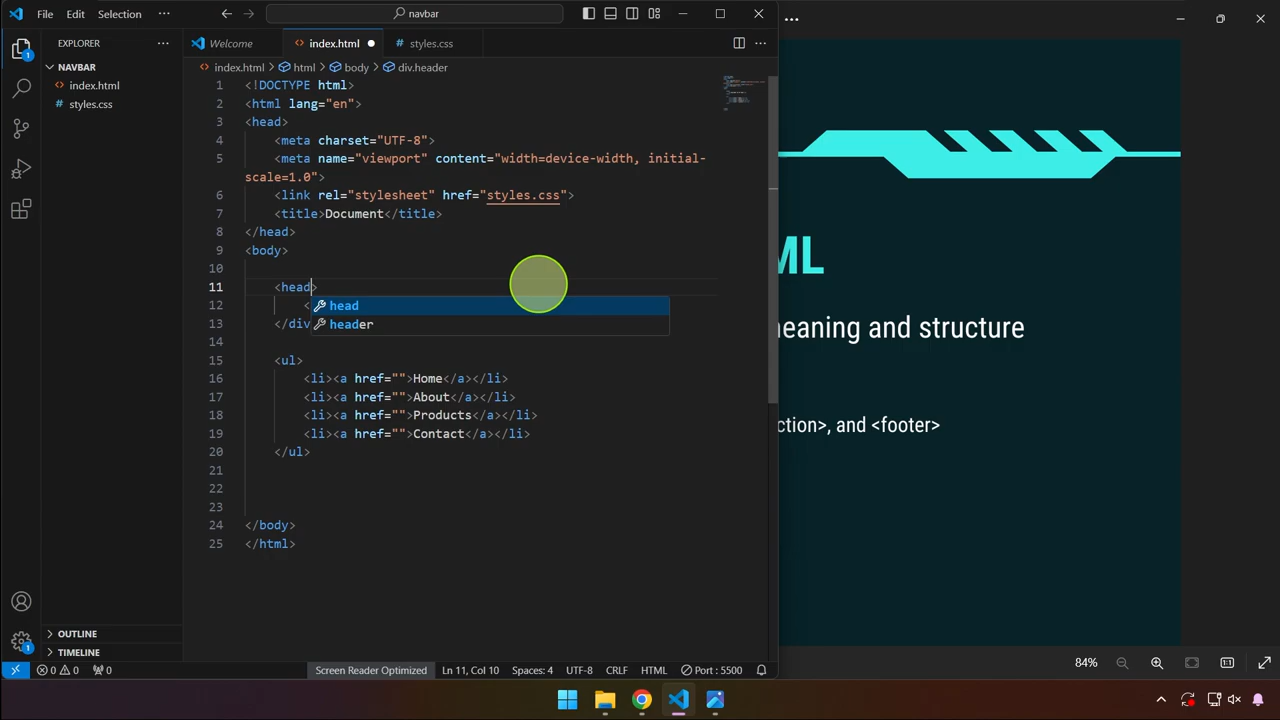 File Edit Selection ··· navbar
EXPLORER ··· Welcome index.html styles.css ···
NAVBAR index.html > html > body > div.header
index.html
styles.css
1 <!DOCTYPE html>
2 <html lang="en">
3 <head>
4 <meta charset="UTF-8">
5 <meta name="viewport" content="width=device-width, initial-
scale=1.0">
6 <link rel="stylesheet" href="styles.css">
7 <title>Document</title>
8 </head>
9 <body>
10
11 <head>
12 < head
13 </div header
14
15 <ul>
16 <li><a href="">Home</a></li>
17 <li><a href="">About</a></li>
18 <li><a href="">Products</a></li>
19 <li><a href="">Contact</a></li>
20 </ul>
21
22
23
24 </body>
25 </html>
OUTLINE
TIMELINE
0 0 0 Screen Reader Optimized Ln 11, Col 10 Spaces: 4 UTF-8 CRLF HTML Port : 5500
1
1
···
ML
meaning and structure
ction>, and <footer>
84%